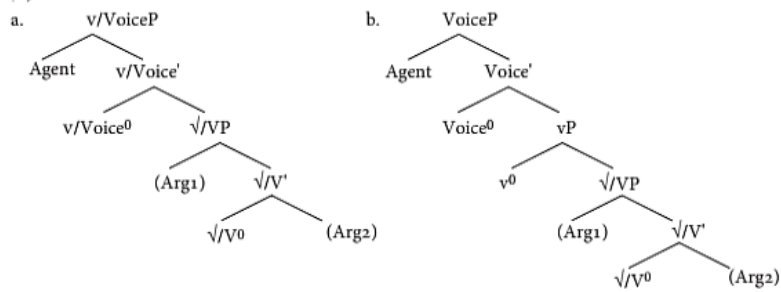 a. v/VoiceP b. VoiceP
Agent v/Voice' Agent Voice'
v/Voice⁰ √/VP Voice⁰ vP
(Arg1) √/V' v⁰ √/VP
√/V⁰ (Arg2) (Arg1) √/V'
√/V⁰ (Arg2)